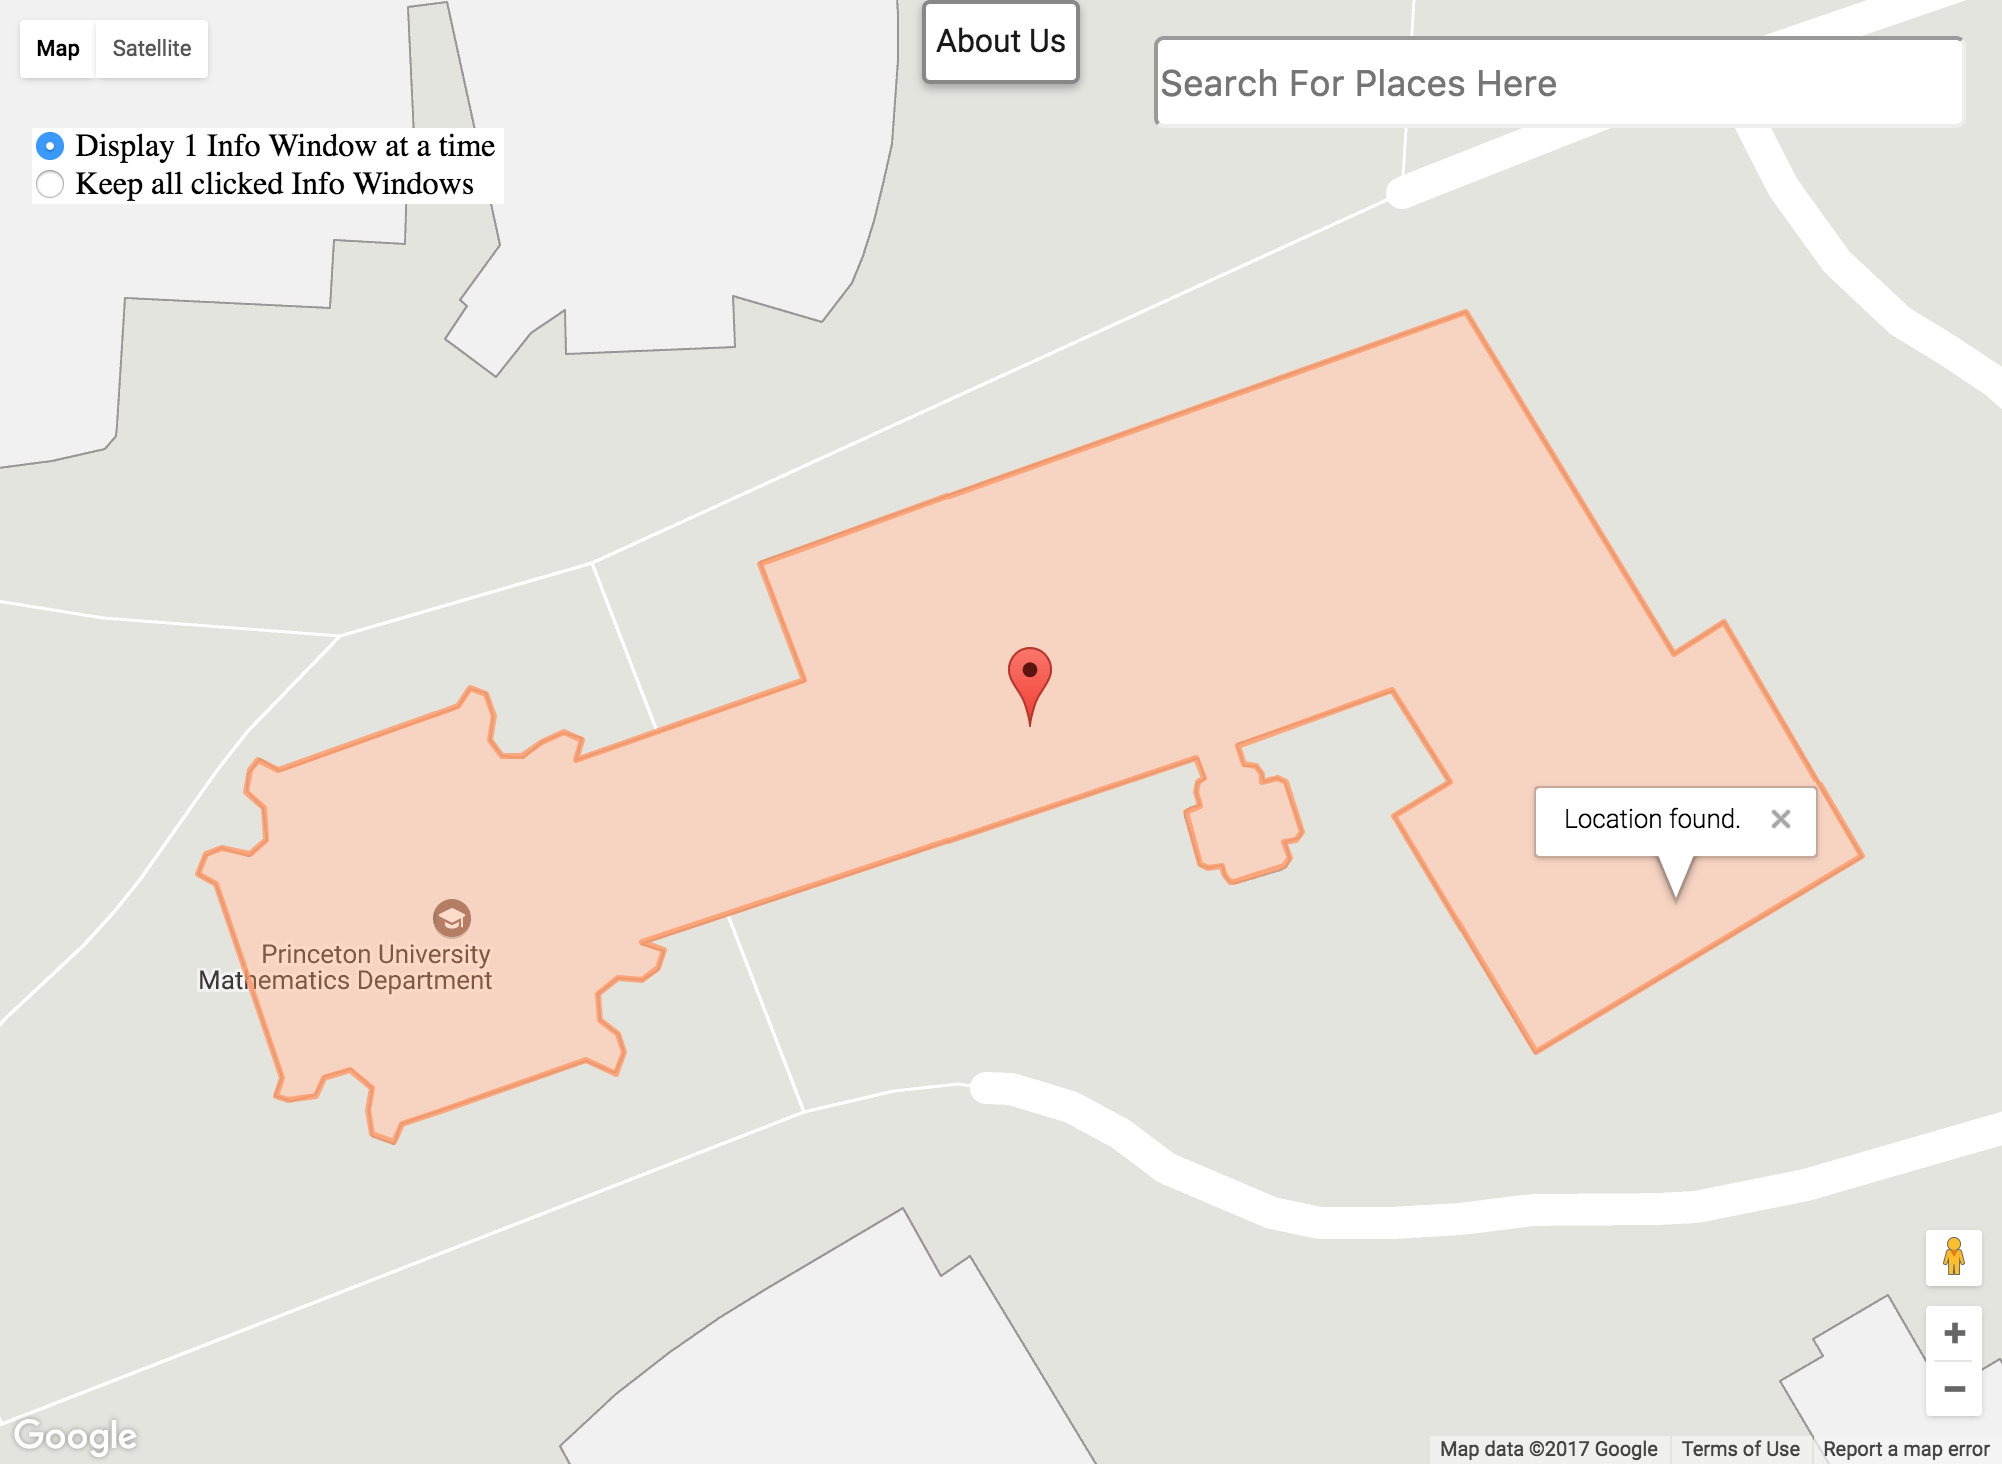 Map Satellite
About Us
Search For Places Here
Display 1 Info Window at a time
Keep all clicked Info Windows
Location found.
Princeton University
Mathematics Department
Google
Map data ©2017 Google Terms of Use Report a map error